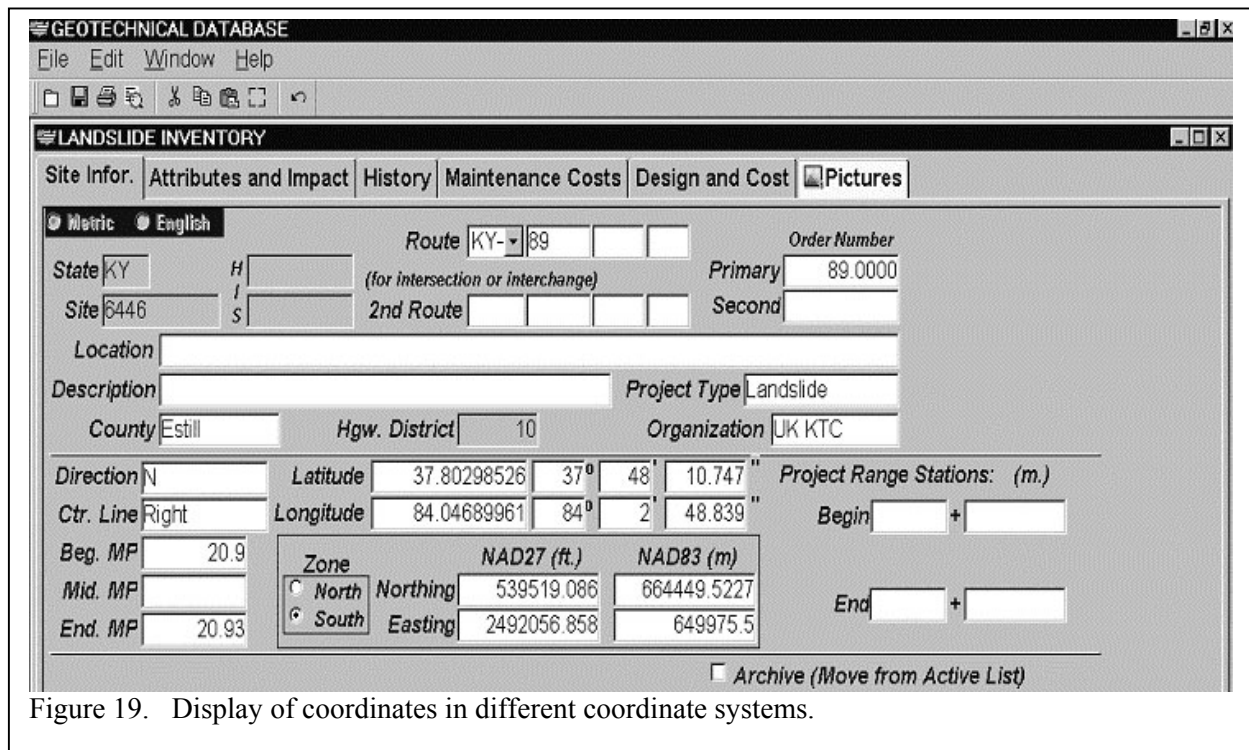 GEOTECHNICAL DATABASE
File Edit Window Help
LANDSLIDE INVENTORY
Site Infor. Attributes and Impact History Maintenance Costs Design and Cost Pictures
Metric English
Route KY- 89 Order Number
State KY H I S (for intersection or interchange) Primary 89.0000
Site 6446 2nd Route Second
Location
Description Project Type Landslide
County Estill Hgw. District 10 Organization UK KTC
Direction N Latitude 37.80298526 37° 48' 10.747" Project Range Stations: (m.)
Ctr. Line Right Longitude 84.04689961 84° 2' 48.839" Begin +
Beg. MP 20.9 Zone NAD27 (ft.) NAD83 (m)
Mid. MP North Northing 539519.086 664449.5227 End +
End. MP 20.93 South Easting 2492056.858 649975.5
Archive (Move from Active List)
Figure 19. Display of coordinates in different coordinate systems.